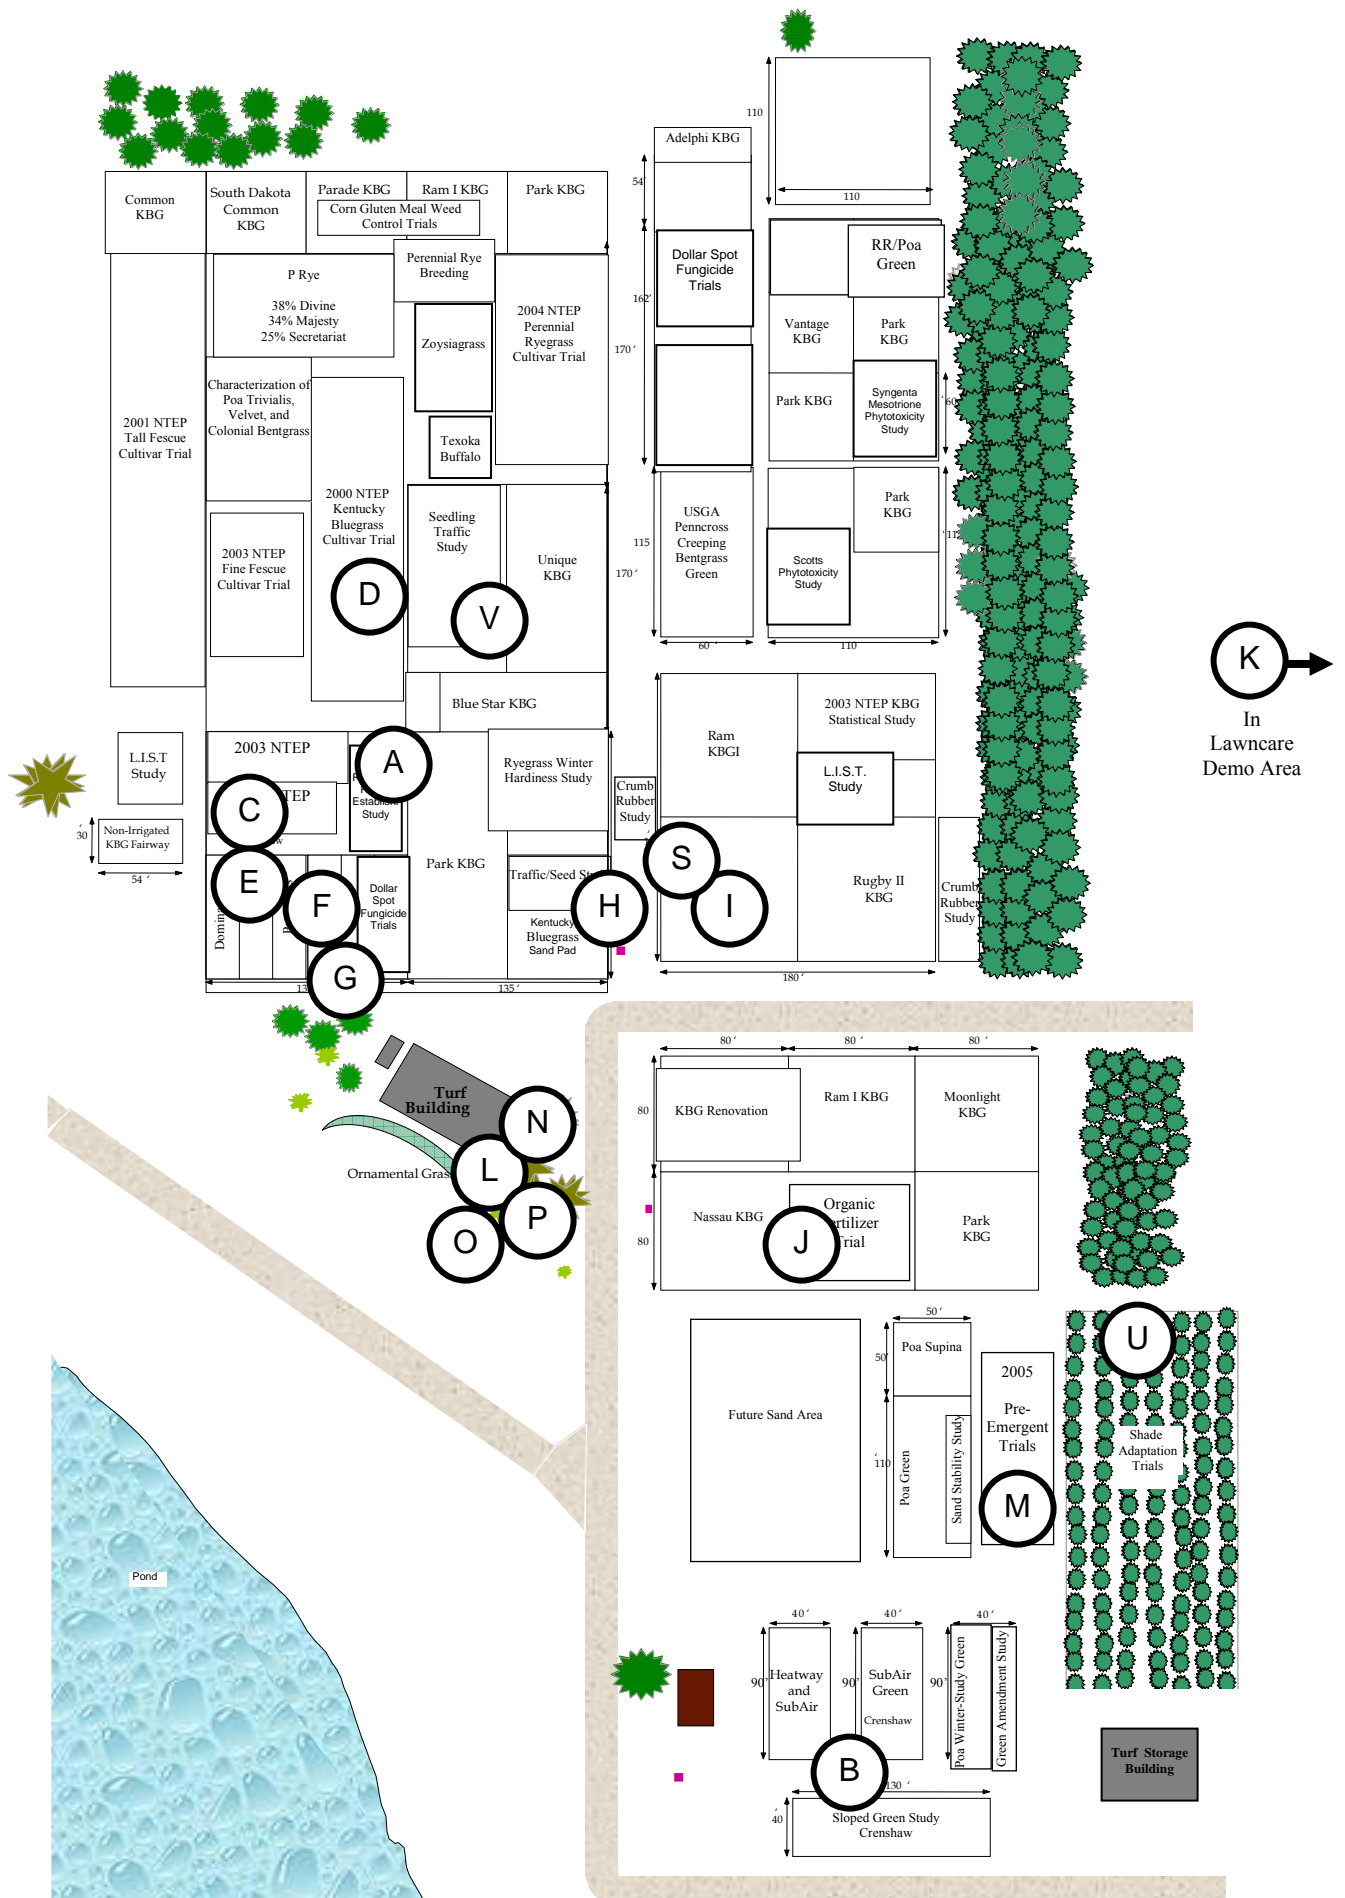 110
110
Adelphi KBG
54'
Common
KBG
South Dakota
Common
KBG
Parade KBG
Ram I KBG
Park KBG
Corn Gluten Meal Weed
Control Trials
P Rye
38% Divine
34% Majesty
25% Secretariat
Perennial Rye
Breeding
Zoysiagrass
2004 NTEP
Perennial
Ryegrass
Cultivar Trial
170 '
162'
Dollar Spot
Fungicide
Trials
RR/Poa
Green
Vantage
KBG
Park
KBG
Park KBG
Syngenta
Mesotrione
Phytotoxicity
Study
' 60
2001 NTEP
Tall Fescue
Cultivar Trial
Characterization of
Poa Trivialis,
Velvet, and
Colonial Bentgrass
Texoka
Buffalo
2000 NTEP
Kentucky
Bluegrass
Cultivar Trial
2003 NTEP
Fine Fescue
Cultivar Trial
Seedling
Traffic
Study
Unique
KBG
115
170 '
USGA
Penncross
Creeping
Bentgrass
Green
60 '
Park
KBG
Scotts
Phytotoxicity
Study
110
D
V
K
In
Lawncare
Demo Area
Blue Star KBG
L.I.S.T
Study
2003 NTEP
A
Establish
Study
C
Ryegrass Winter
Hardiness Study
Crumb
Rubber
Study
Ram
KBGI
2003 NTEP KBG
Statistical Study
L.I.S.T.
Study
' 30
Non-Irrigated
KBG Fairway
54 '
E
F
G
Dollar
Spot
Fungicide
Trials
Park KBG
Traffic/Seed
Kentucky
Bluegrass
Sand Pad
H
S
I
Rugby II
KBG
Crumb
Rubber
Study
135'
180 '
80 '
80 '
80 '
80
KBG Renovation
Ram I KBG
Moonlight
KBG
Turf
Building
N
L
P
O
80
Nassau KBG
J
Organic
Trial
Park
KBG
U
50 '
50'
Poa Supina
Future Sand Area
110
'
Poa Green
Sand Stability Study
2005
Pre-
Emergent
Trials
M
Shade
Adaptation
Trials
Pond
40 '
40 '
40 '
90'
Heatway
and
SubAir
90'
SubAir
Green
Crenshaw
90'
Poa Winter-Study Green
Green Amendment Study
B
130 '
' 40
Sloped Green Study
Crenshaw
Turf Storage
Building